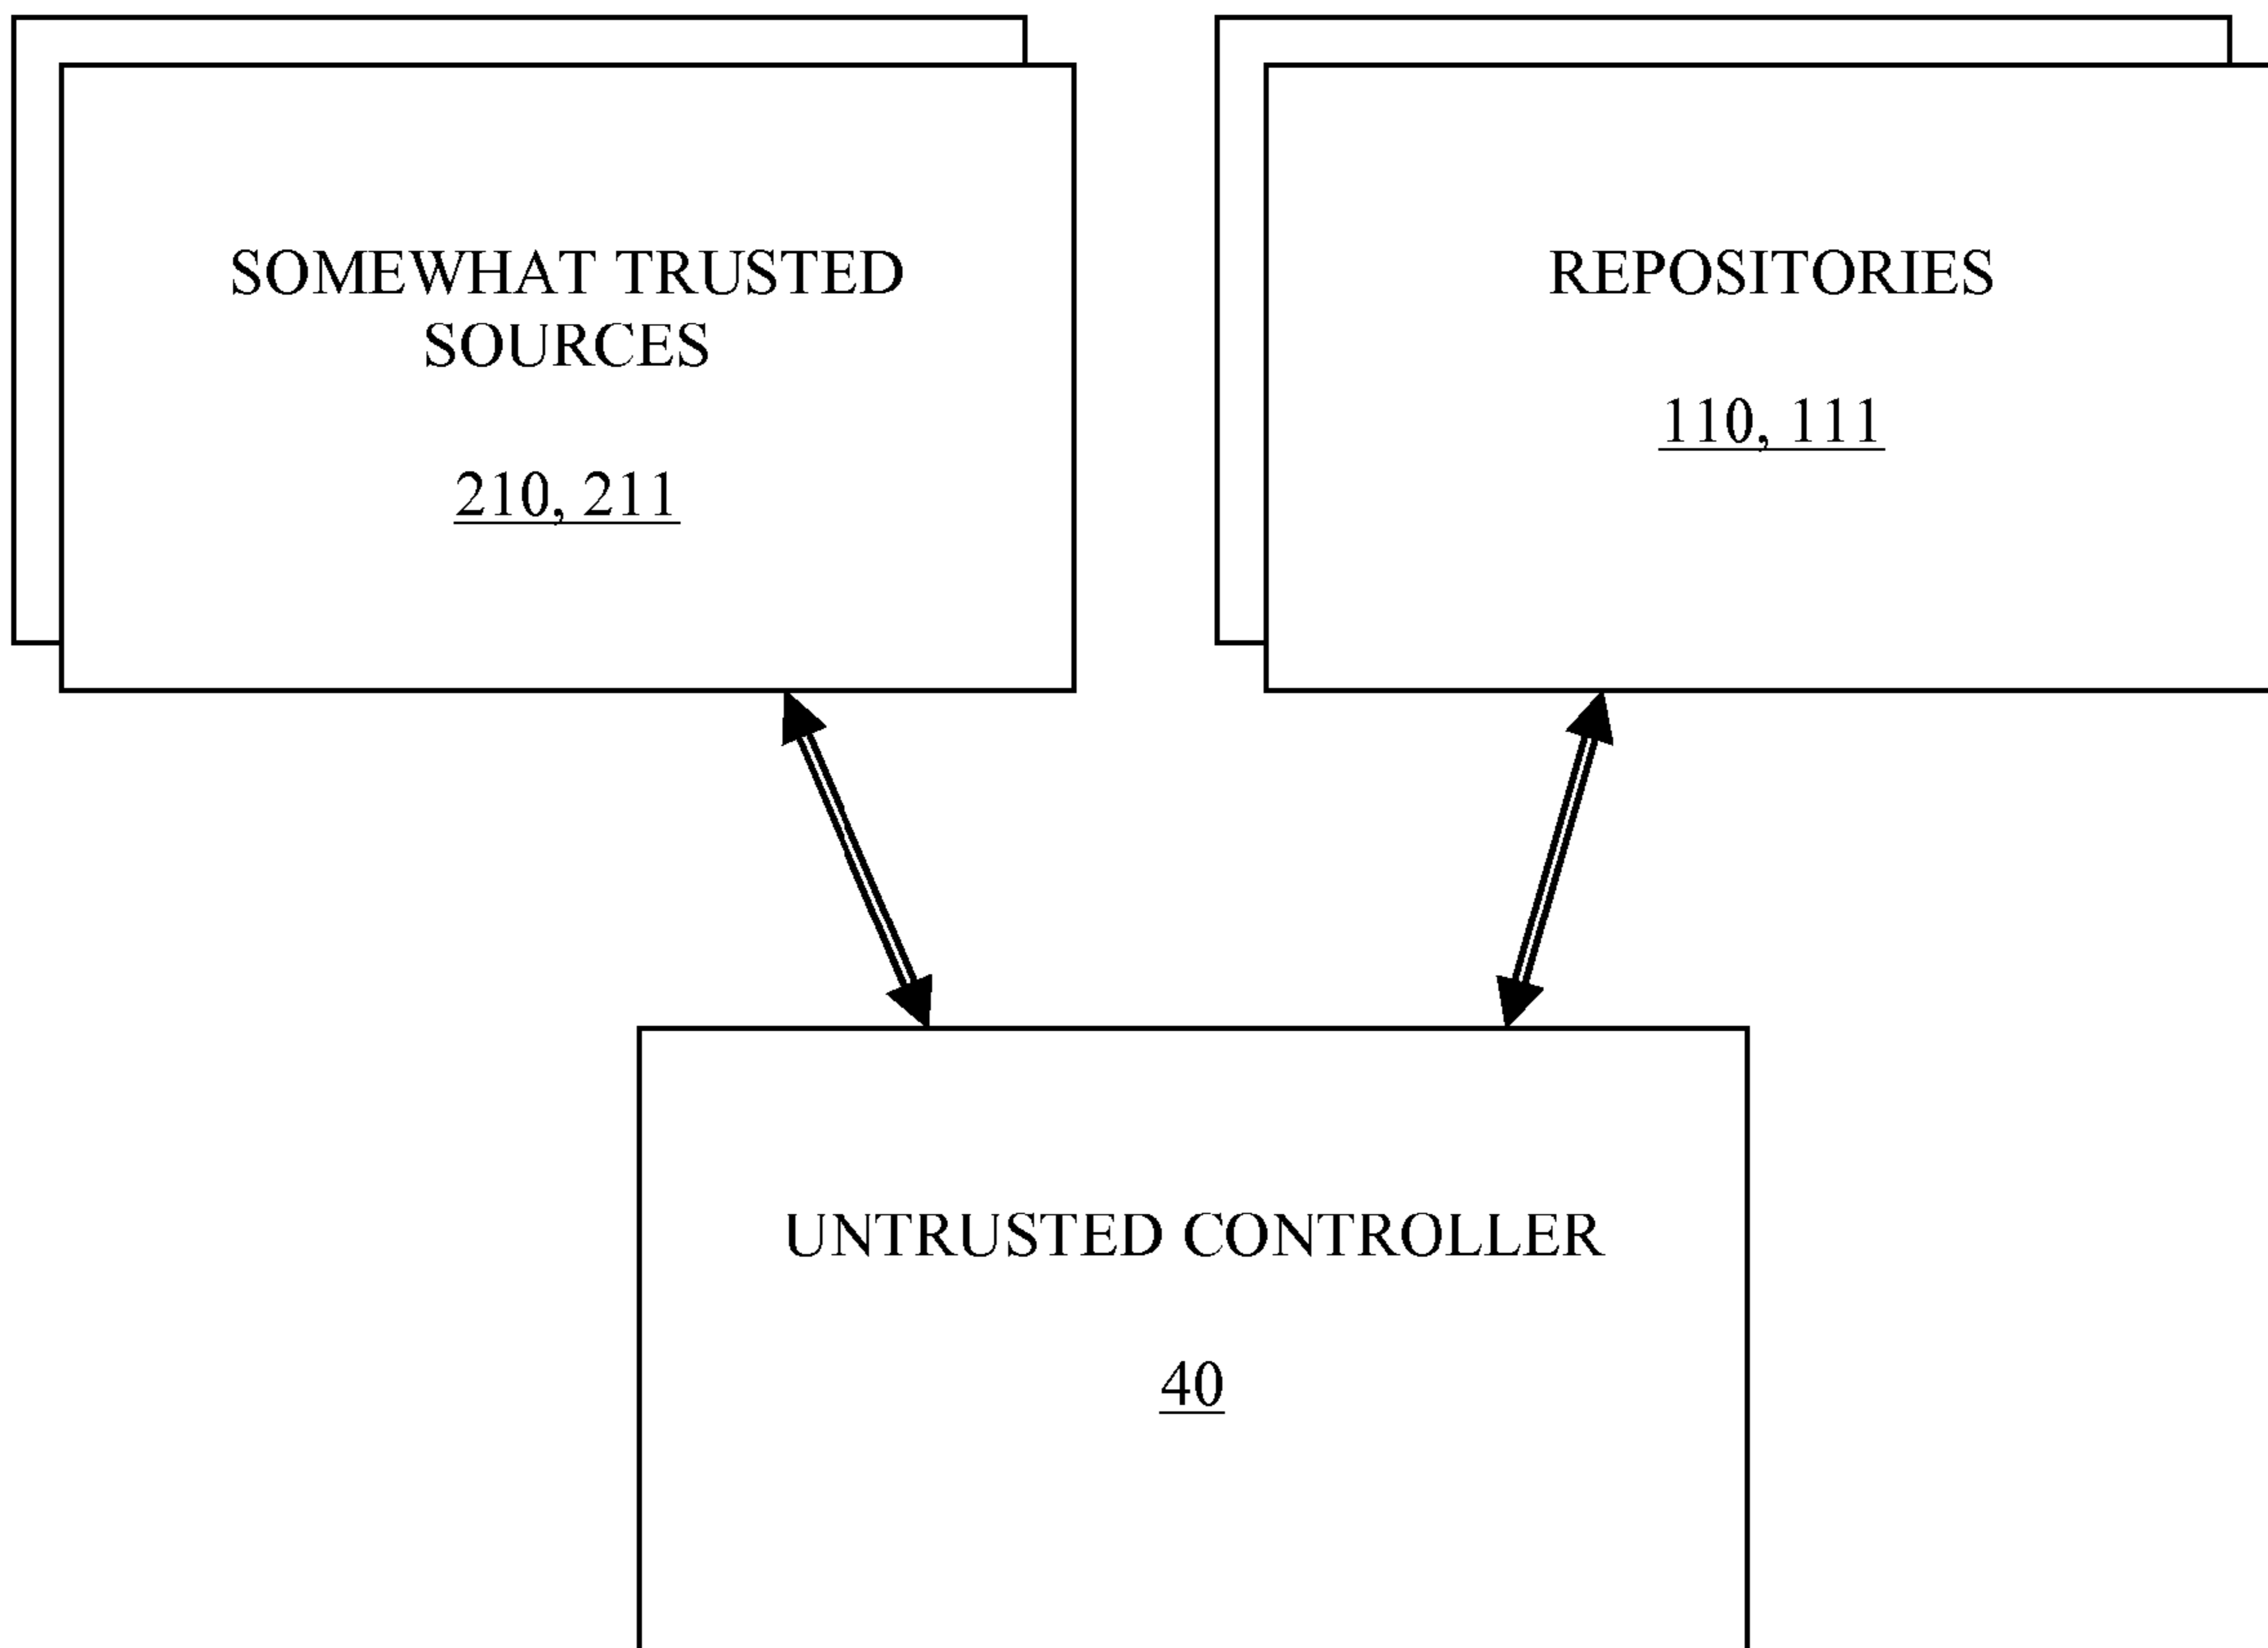 SOMEWHAT TRUSTED
SOURCES
210, 211
REPOSITORIES
110, 111
UNTRUSTED CONTROLLER
40